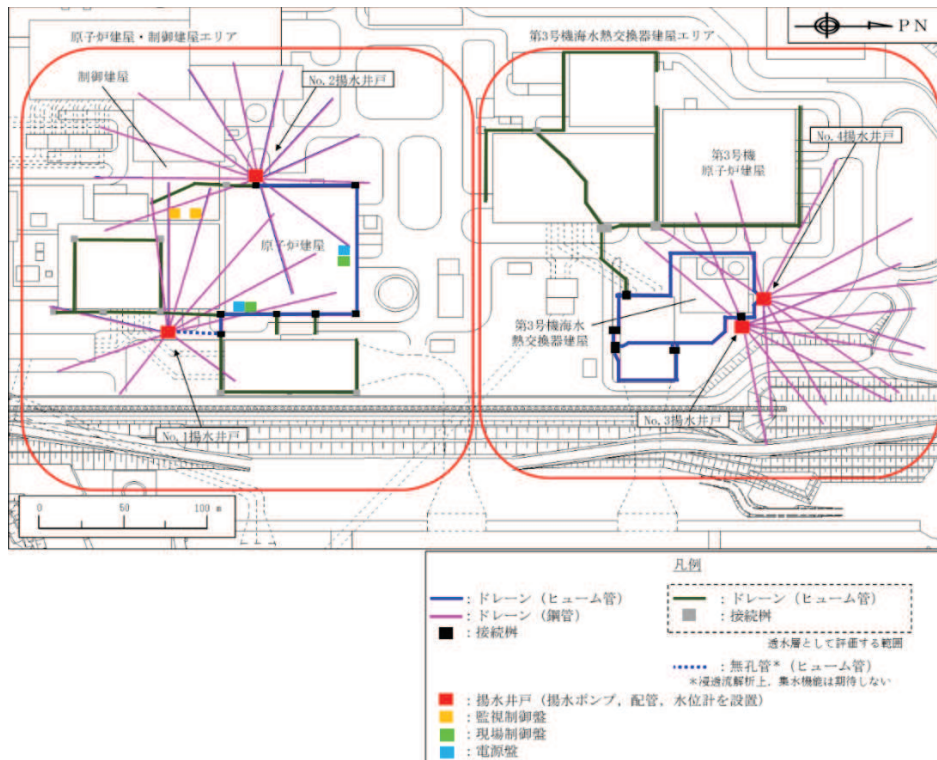 原子炉建屋・制御建屋エリア
第3号機海水熱交換器建屋エリア
PN
制御建屋
No.2揚水井戸
No.4揚水井戸
第3号機
原子炉建屋
原子炉建屋
第3号機海水
熱交換器建屋
No.1揚水井戸
No.3揚水井戸
0 50 100 m
凡例
：ドレーン（ヒューム管）
：ドレーン（鋼管）
：接続桝
：ドレーン（ヒューム管）
：接続桝
透水層として評価する範囲
：無孔管*（ヒューム管）
*浸透流解析上，集水機能は期待しない
：揚水井戸（揚水ポンプ，配管，水位計を設置）
：監視制御盤
：現場制御盤
：電源盤